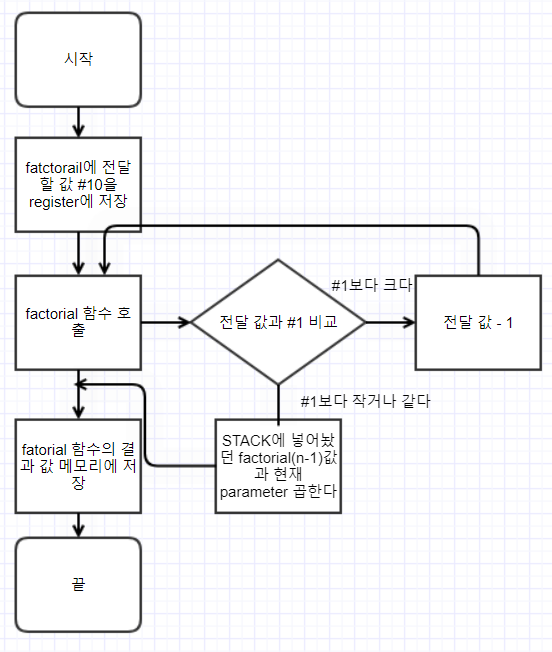 시작
fatctorail에 전달
할 값 #10을
register에 저장
#1보다 크다
factorial 함수 호
출
전달 값과 #1 비교
전달 값 - 1
#1보다 작거나 같다
fatorial 함수의 결
과 값 메모리에 저
장
STACK에 넣어놨
던 factorial(n-1)값
과 현재
parameter 곱한다
끝